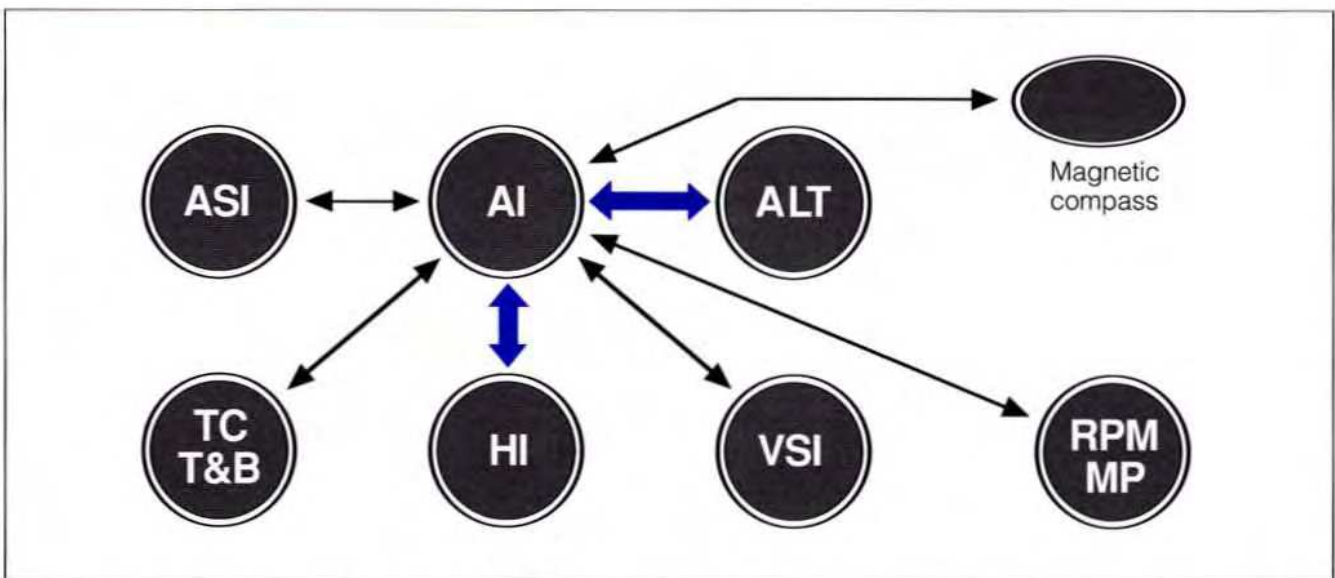 ASI
AI
ALT
Magnetic
compass
TC
T&B
HI
VSI
RPM
MP